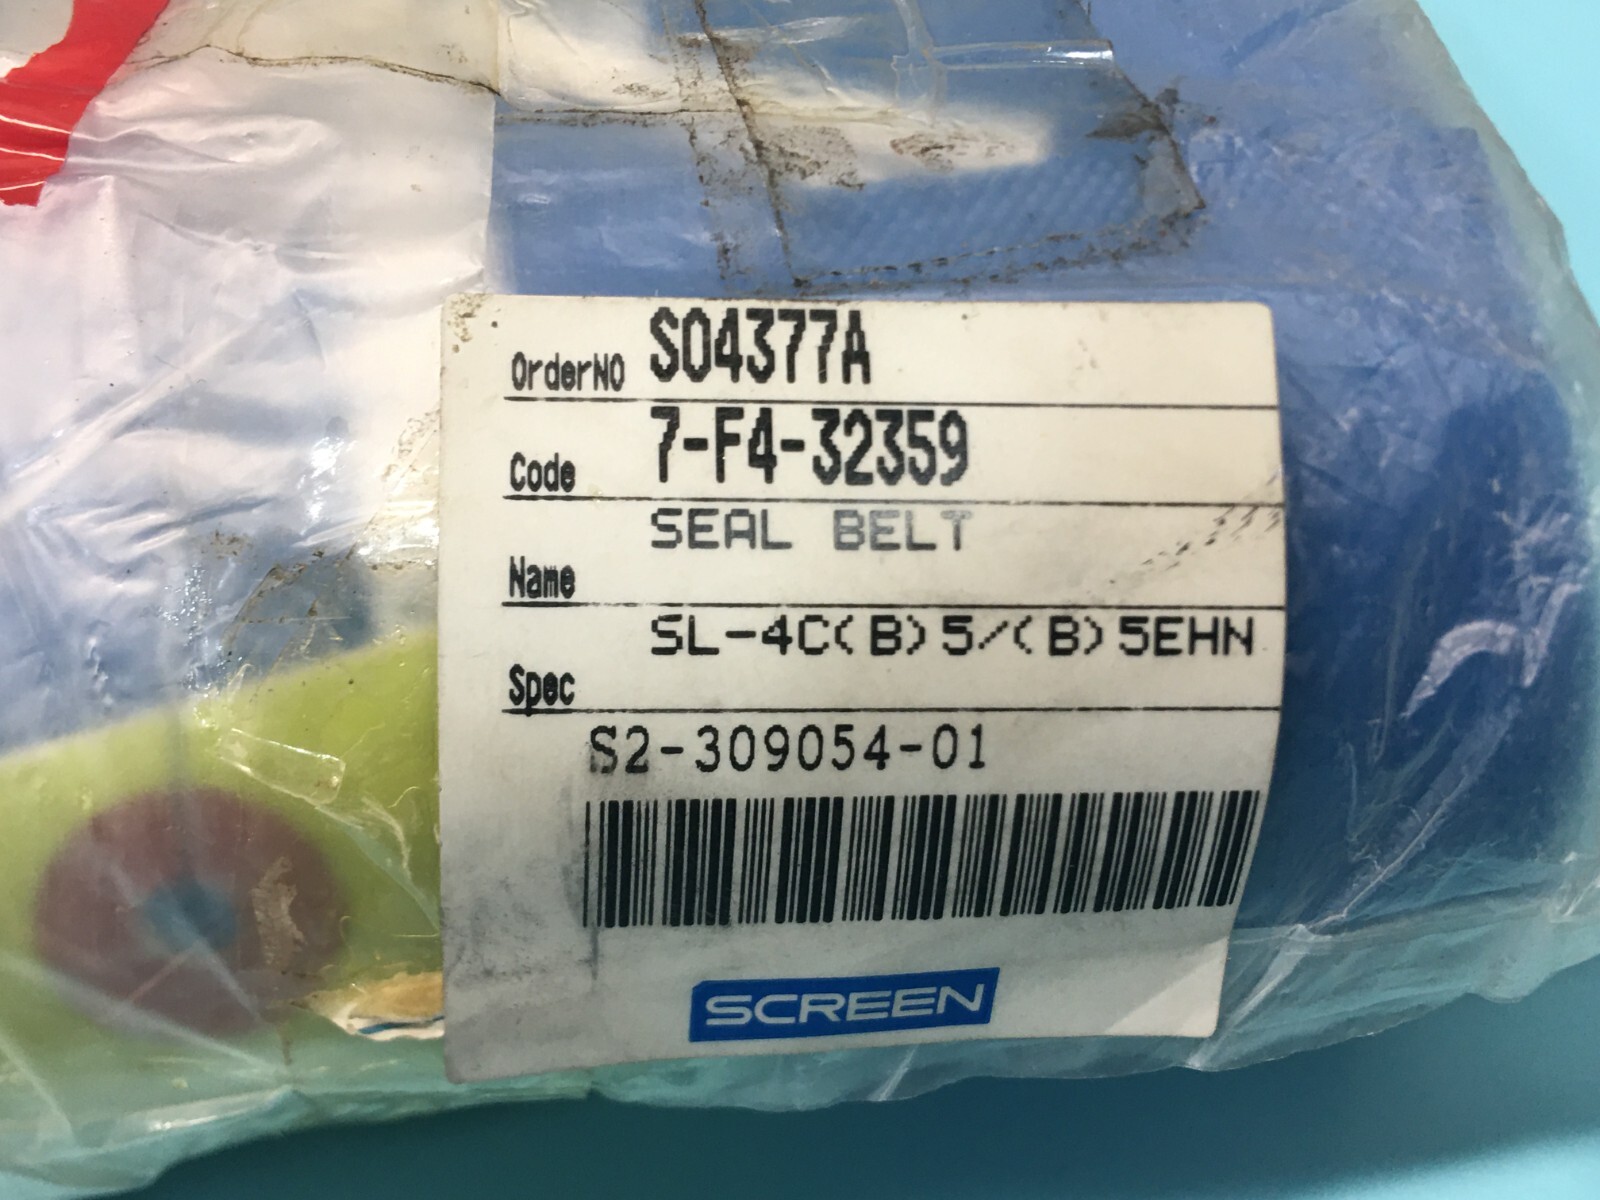 OrderNO S04377A
Code 7-F4-32359
Name SEAL BELT
Spec SL-4C(B)5/(B)5EHN
S2-309054-01
SCREEN